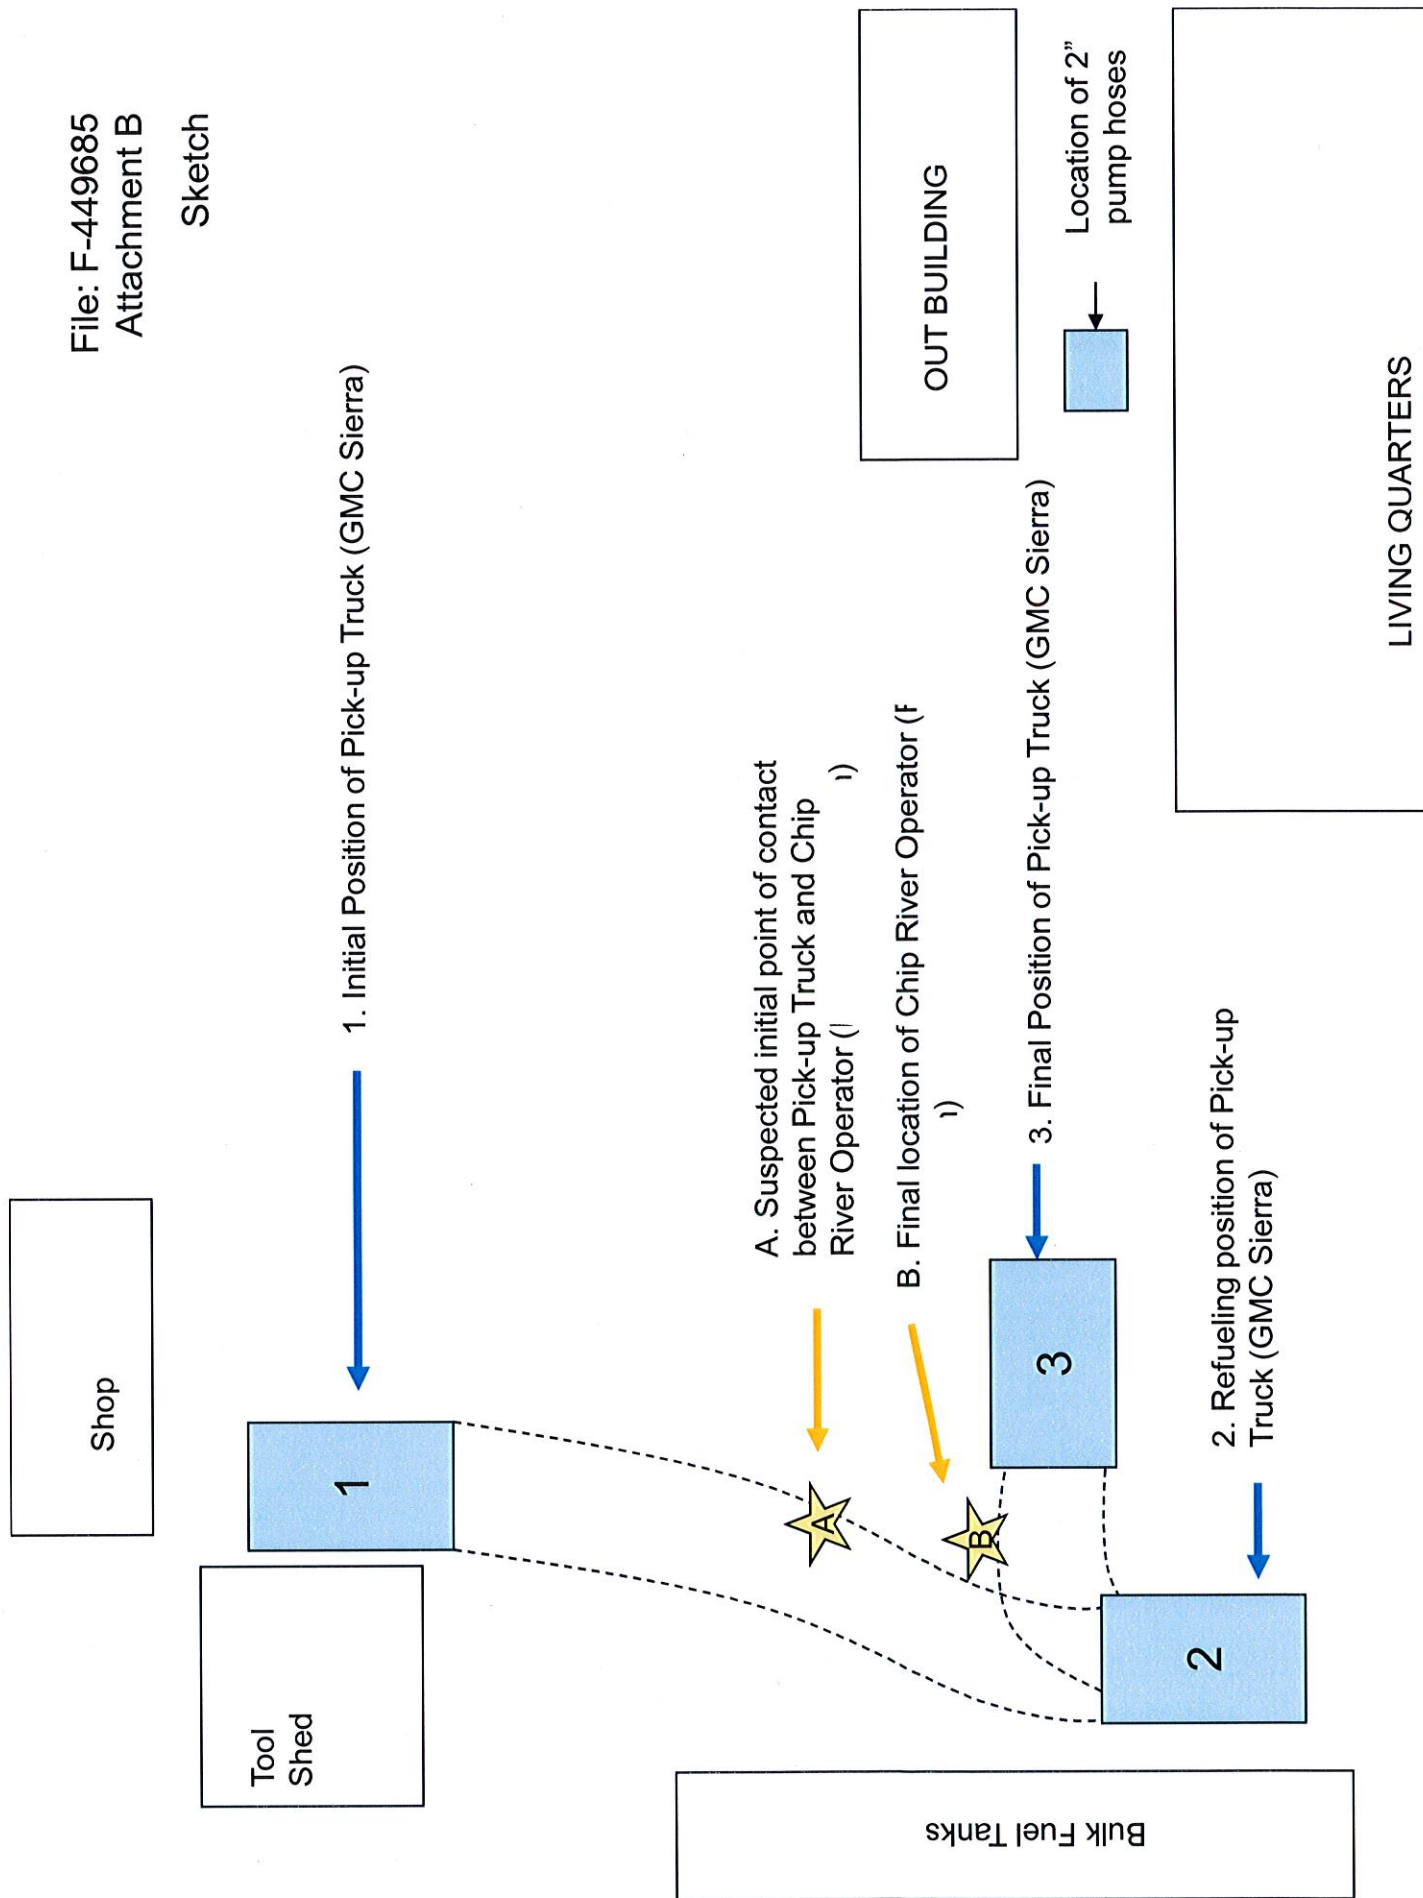 File: F-449685
Attachment B
Sketch
Shop
Tool
Shed
1
1. Initial Position of Pick-up Truck (GMC Sierra)
A. Suspected initial point of contact
between Pick-up Truck and Chip
River Operator (
A
B. Final location of Chip River Operator (
B
3. Final Position of Pick-up Truck (GMC Sierra)
3
2. Refueling position of Pick-up
Truck (GMC Sierra)
2
Bulk Fuel Tanks
OUT BUILDING
Location of 2”
pump hoses
LIVING QUARTERS